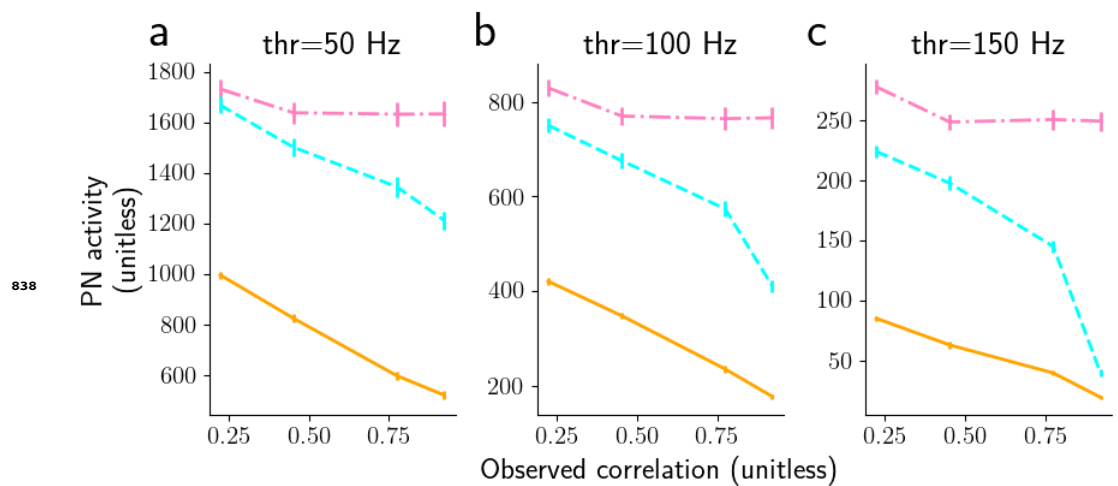 a
thr=50 Hz
b
thr=100 Hz
c
thr=150 Hz
1800
1600
1400
1200
1000
800
600
800
600
400
200
250
200
150
100
50
PN activity
(unitless)
838
0.25 0.50 0.75
0.25 0.50 0.75
0.25 0.50 0.75
Observed correlation (unitless)